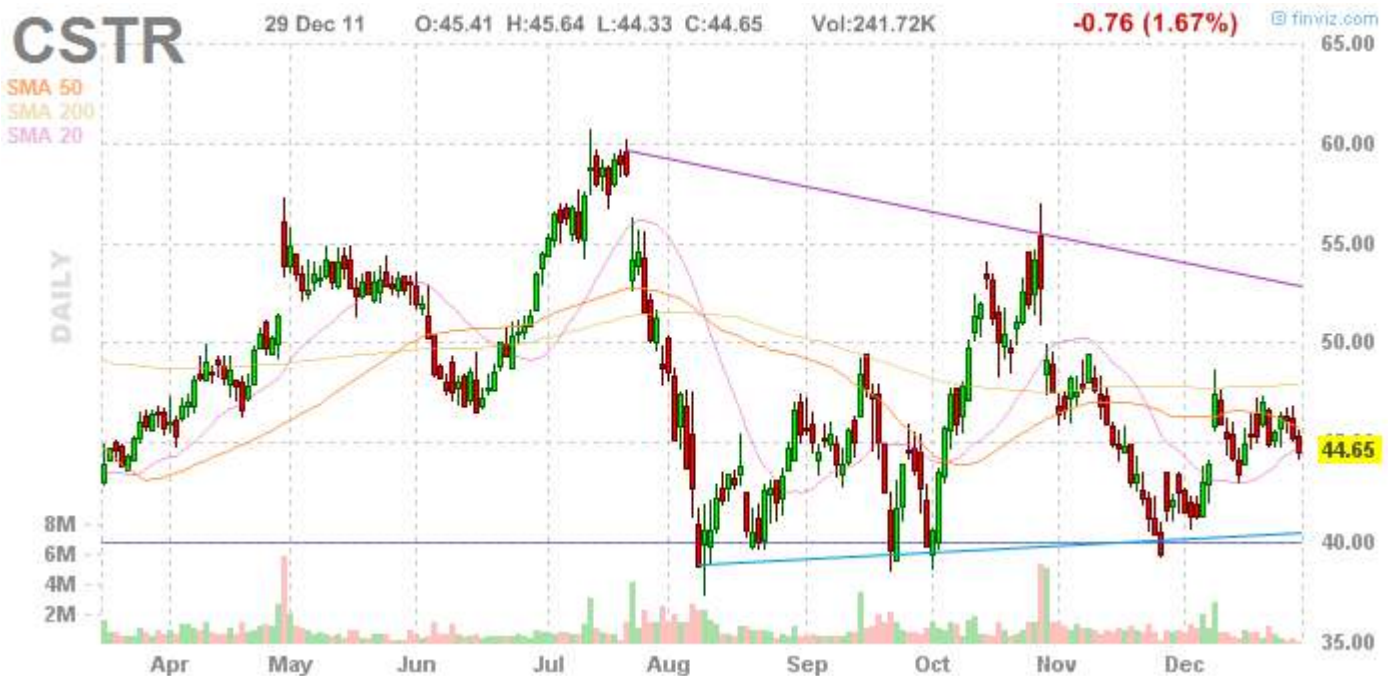 CSTR 29 Dec 11 O:45.41 H:45.64 L:44.33 C:44.65 Vol:241.72K -0.76 (1.67%) © finviz.com
SMA 50
SMA 200
SMA 20
DAILY
65.00
60.00
55.00
50.00
44.65
40.00
35.00
8M
6M
4M
2M
Apr May Jun Jul Aug Sep Oct Nov Dec